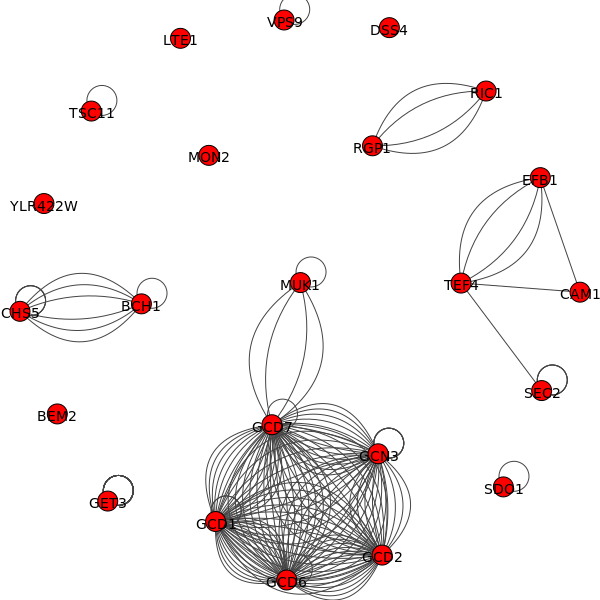 VPS9
DSS4
LTE1
RIC1
TSC11
RGP1
MON2
EFB1
YLR422W
MUK1
TEF4
CAM1
BCH1
CHS5
SEC2
BEM2
GCD7
GCN3
SDO1
GET3
GCD1
GCD2
GCD6